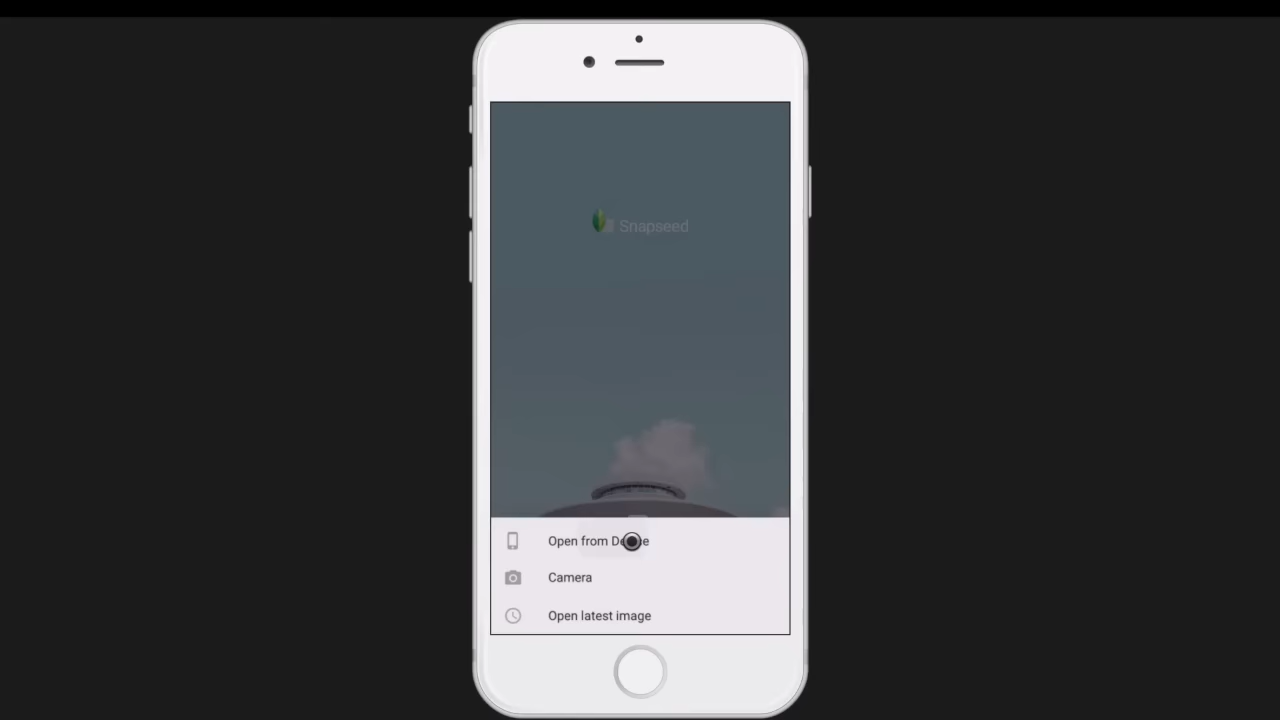 Snapseed
Open from De e
Camera
Open latest image